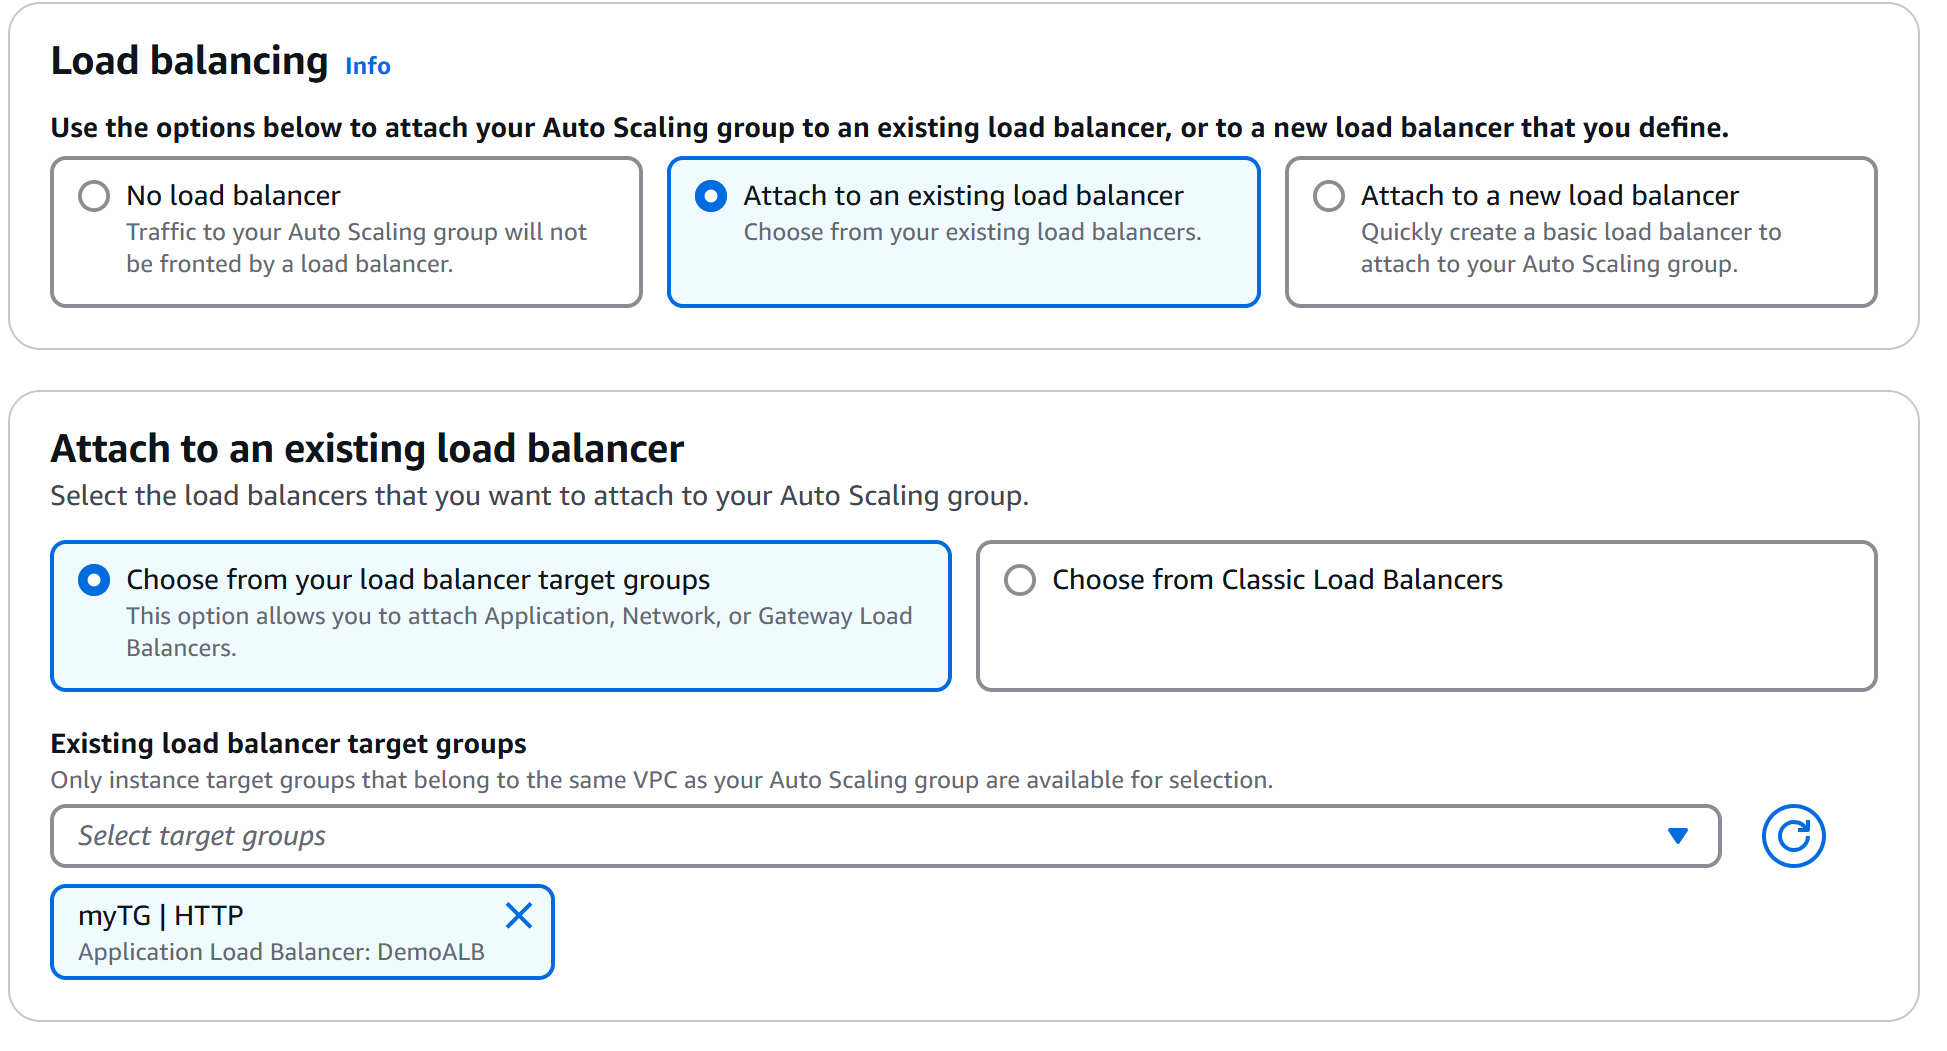 Load balancing Info
Use the options below to attach your Auto Scaling group to an existing load balancer, or to a new load balancer that you define.
No load balancer
Traffic to your Auto Scaling group will not
be fronted by a load balancer.
Attach to an existing load balancer
Choose from your existing load balancers.
Attach to a new load balancer
Quickly create a basic load balancer to
attach to your Auto Scaling group.
Attach to an existing load balancer
Select the load balancers that you want to attach to your Auto Scaling group.
Choose from your load balancer target groups
This option allows you to attach Application, Network, or Gateway Load
Balancers.
Choose from Classic Load Balancers
Existing load balancer target groups
Only instance target groups that belong to the same VPC as your Auto Scaling group are available for selection.
Select target groups
myTG | HTTP
Application Load Balancer: DemoALB